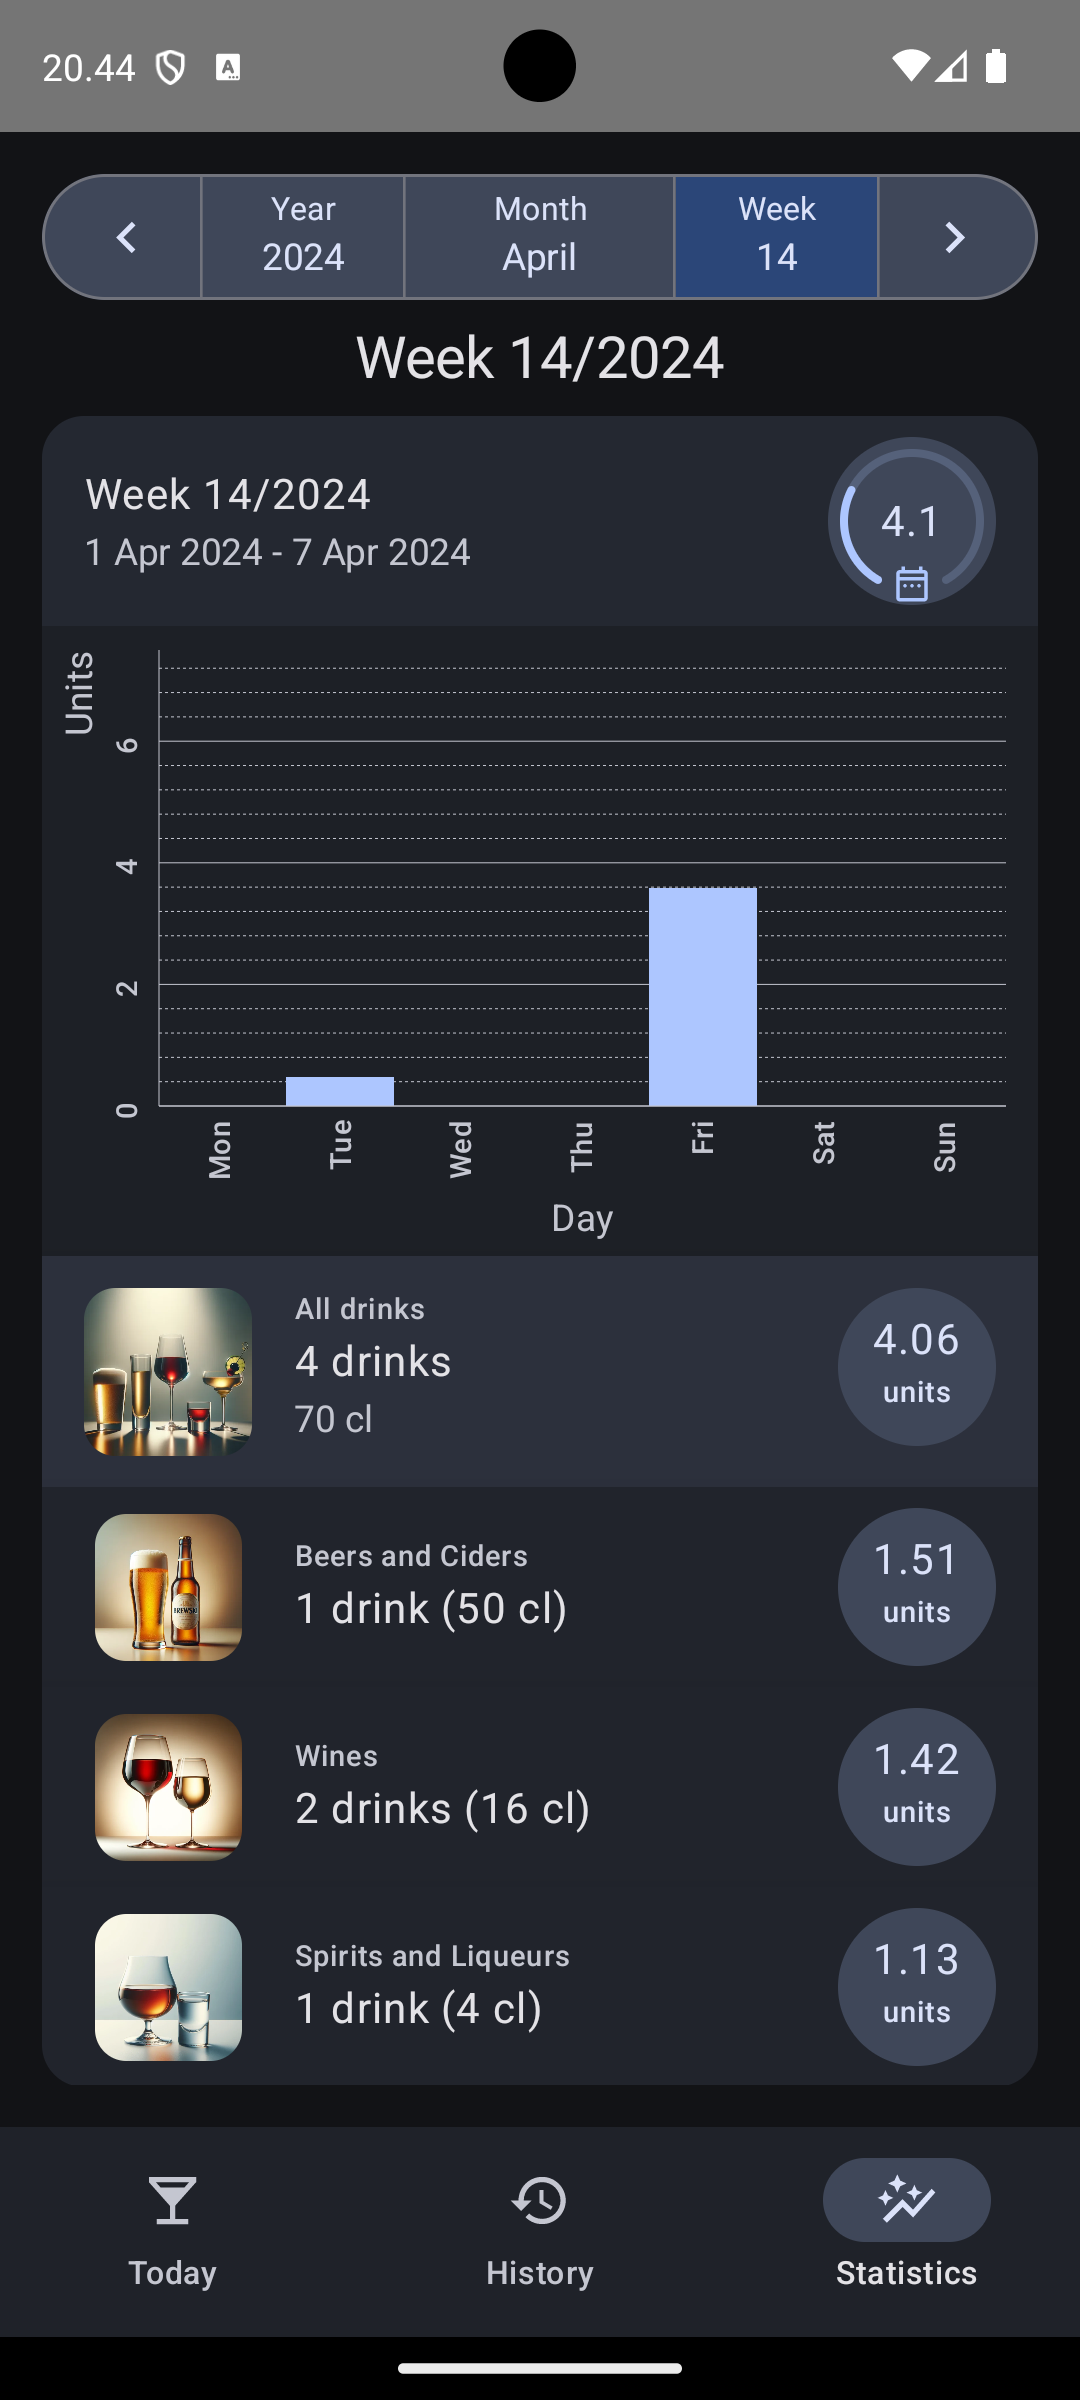 20.44
Year
2024
Month
April
Week
14
Week 14/2024
Week 14/2024
1 Apr 2024 - 7 Apr 2024
4.1
Units
6
4
2
0
Mon
Tue
Wed
Thu
Fri
Sat
Sun
Day
All drinks
4 drinks
70 cl
4.06
units
BREWSKI
Beers and Ciders
1 drink (50 cl)
1.51
units
Wines
2 drinks (16 cl)
1.42
units
Spirits and Liqueurs
1 drink (4 cl)
1.13
units
Today
History
Statistics